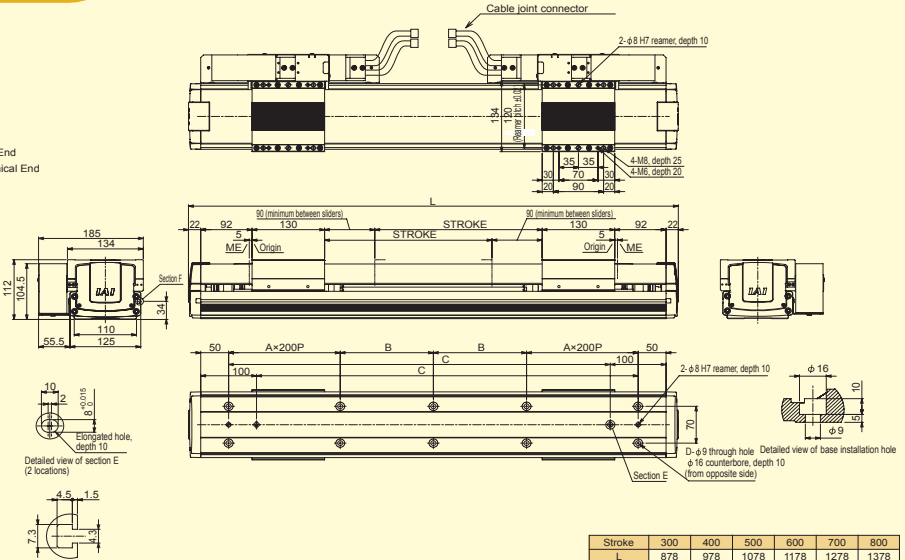 Cable joint connector
2-φ8 H7 reamer, depth 10
134
120
(Reamer pitch ±0.02)
End
nical End
35 35
4-M8, depth 25
30 70 30
4-M6, depth 20
20 90 20
L
90 (minimum between sliders)
90 (minimum between sliders)
22 92 130 STROKE 130 92 22
STROKE
5
ME Origin
5
Origin ME
185
134
Section F
112
104.5
IAI
34
110
55.5 125
IAI
50 A×200P B B A×200P 50
C 100
100 C
2-φ8 H7 reamer, depth 10
φ16
10
5
φ9
Detailed view of base installation hole
70
D-φ9 through hole
φ16 counterbore, depth 10
(from opposite side)
Section E
10
2
8 +0.015 0
Elongated hole,
depth 10
Detailed view of section E
(2 locations)
4.5 1.5
7.3
4.3
Stroke 300 400 500 600 700 800
L 878 978 1078 1178 1278 1378